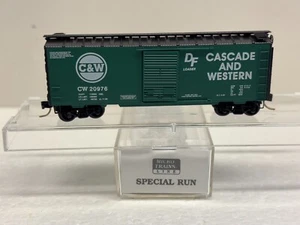 C&W
CW 20976
DF
LOADER
CASCADE
AND
WESTERN
MICRO
TRAINS
LINE
SPECIAL RUN